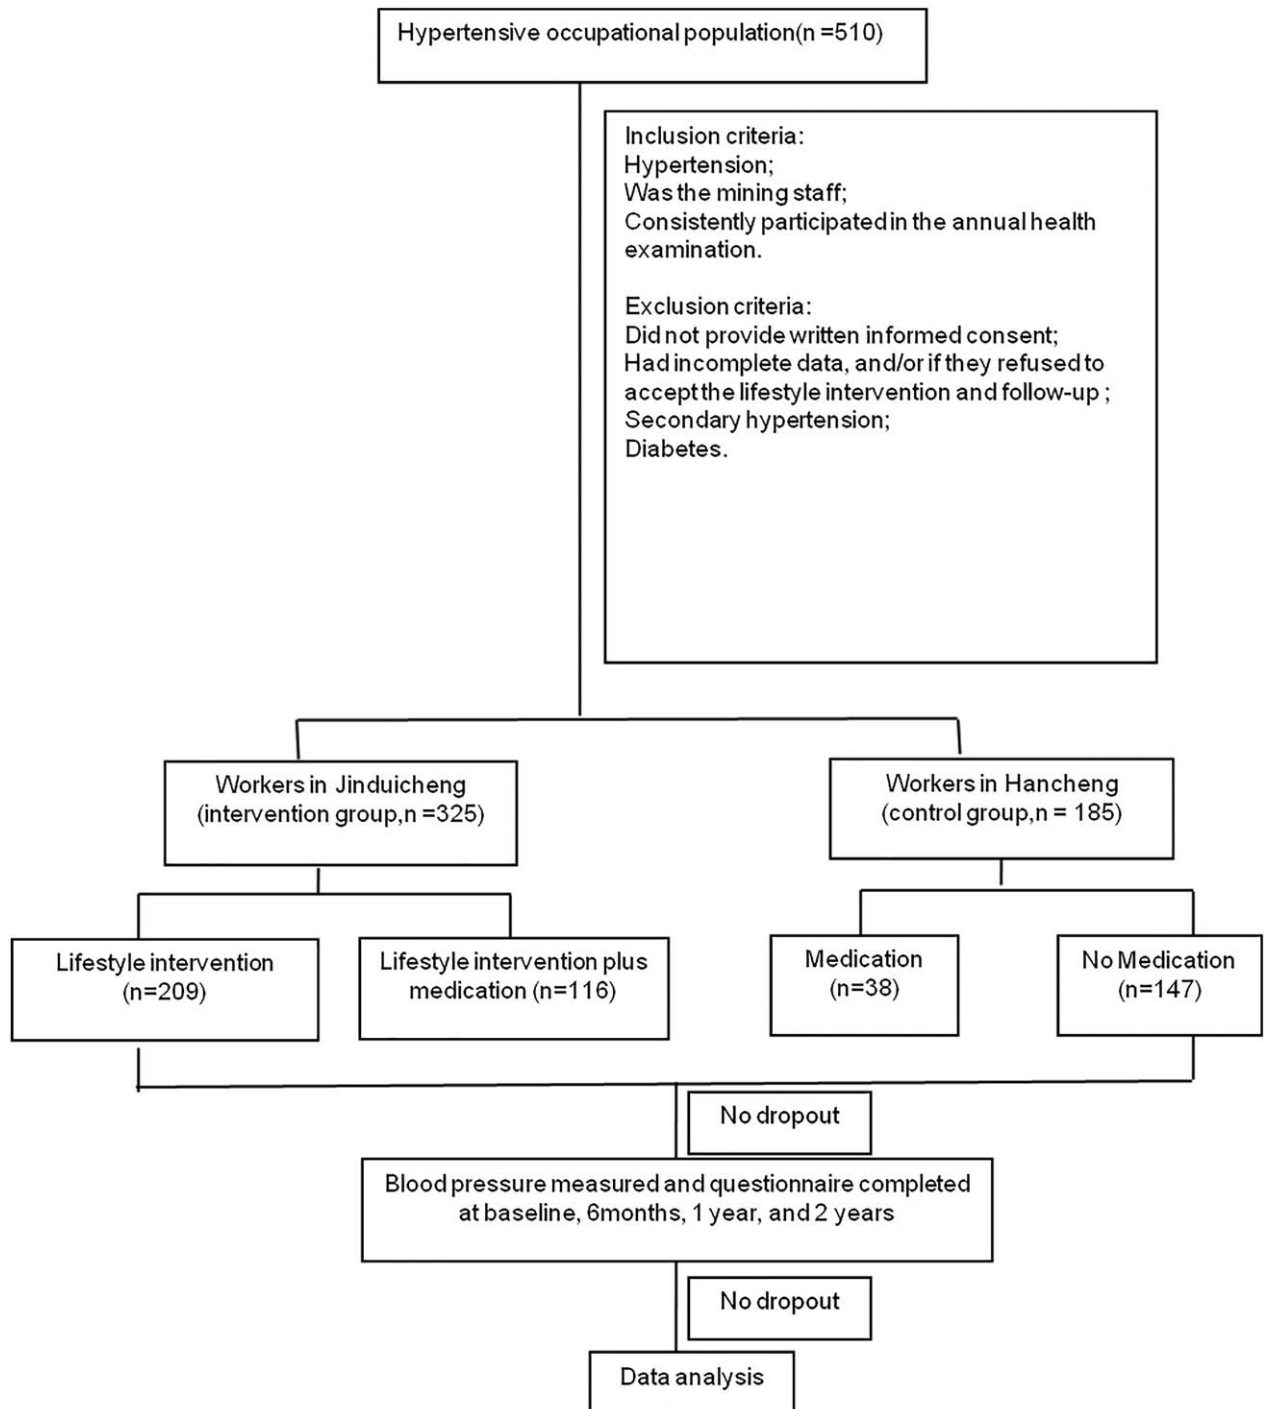 Hypertensive occupational population(n =510)
Inclusion criteria:
Hypertension;
Was the mining staff;
Consistently participated in the annual health
examination.
Exclusion criteria:
Did not provide written informed consent;
Had incomplete data, and/or if they refused to
accept the lifestyle intervention and follow-up ;
Secondary hypertension;
Diabetes.
Workers in Jinduicheng
(intervention group,n =325)
Workers in Hancheng
(control group,n = 185)
Lifestyle intervention
(n=209)
Lifestyle intervention plus
medication (n=116)
Medication
(n=38)
No Medication
(n=147)
No dropout
Blood pressure measured and questionnaire completed
at baseline, 6months, 1 year, and 2 years
No dropout
Data analysis